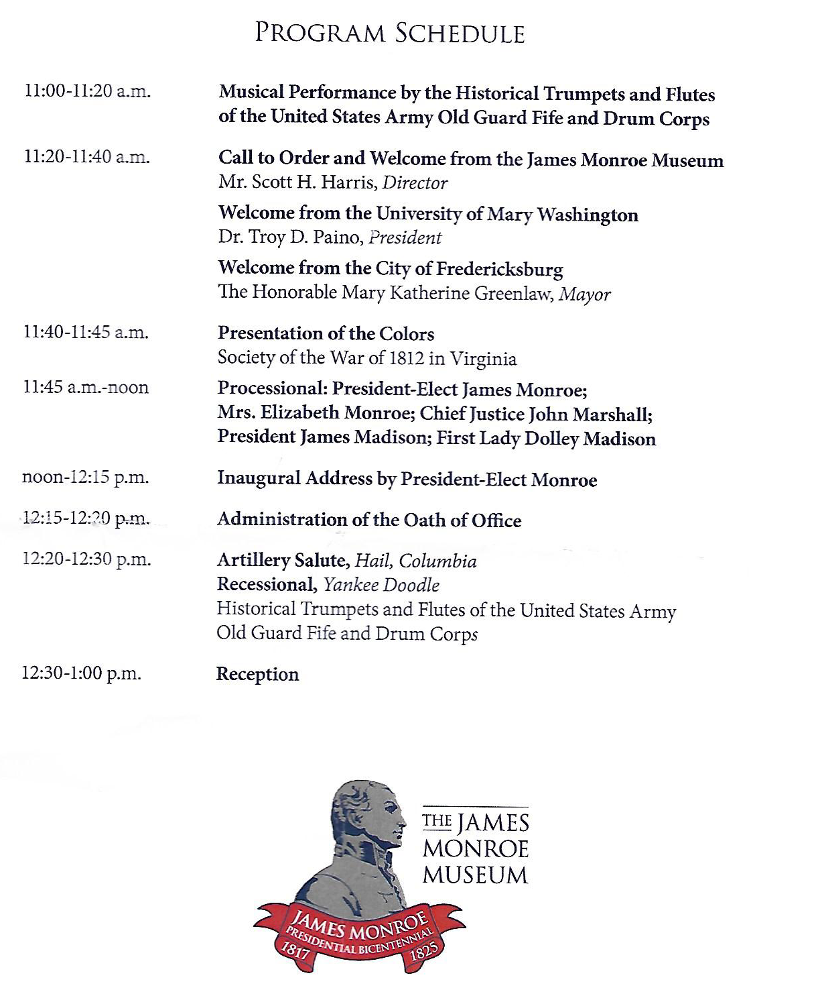 PROGRAM SCHEDULE
11:00-11:20 a.m. Musical Performance by the Historical Trumpets and Flutes
of the United States Army Old Guard Fife and Drum Corps
11:20-11:40 a.m. Call to Order and Welcome from the James Monroe Museum
Mr. Scott H. Harris, Director
Welcome from the University of Mary Washington
Dr. Troy D. Paino, President
Welcome from the City of Fredericksburg
The Honorable Mary Katherine Greenlaw, Mayor
11:40-11:45 a.m. Presentation of the Colors
Society of the War of 1812 in Virginia
11:45 a.m.-noon Processional: President-Elect James Monroe;
Mrs. Elizabeth Monroe; Chief Justice John Marshall;
President James Madison; First Lady Dolley Madison
noon-12:15 p.m. Inaugural Address by President-Elect Monroe
12:15-12:20 p.m. Administration of the Oath of Office
12:20-12:30 p.m. Artillery Salute, Hail, Columbia
Recessional, Yankee Doodle
Historical Trumpets and Flutes of the United States Army
Old Guard Fife and Drum Corps
12:30-1:00 p.m. Reception
THE JAMES
MONROE
MUSEUM
JAMES MONROE
PRESIDENTIAL BICENTENNIAL
1817 1825